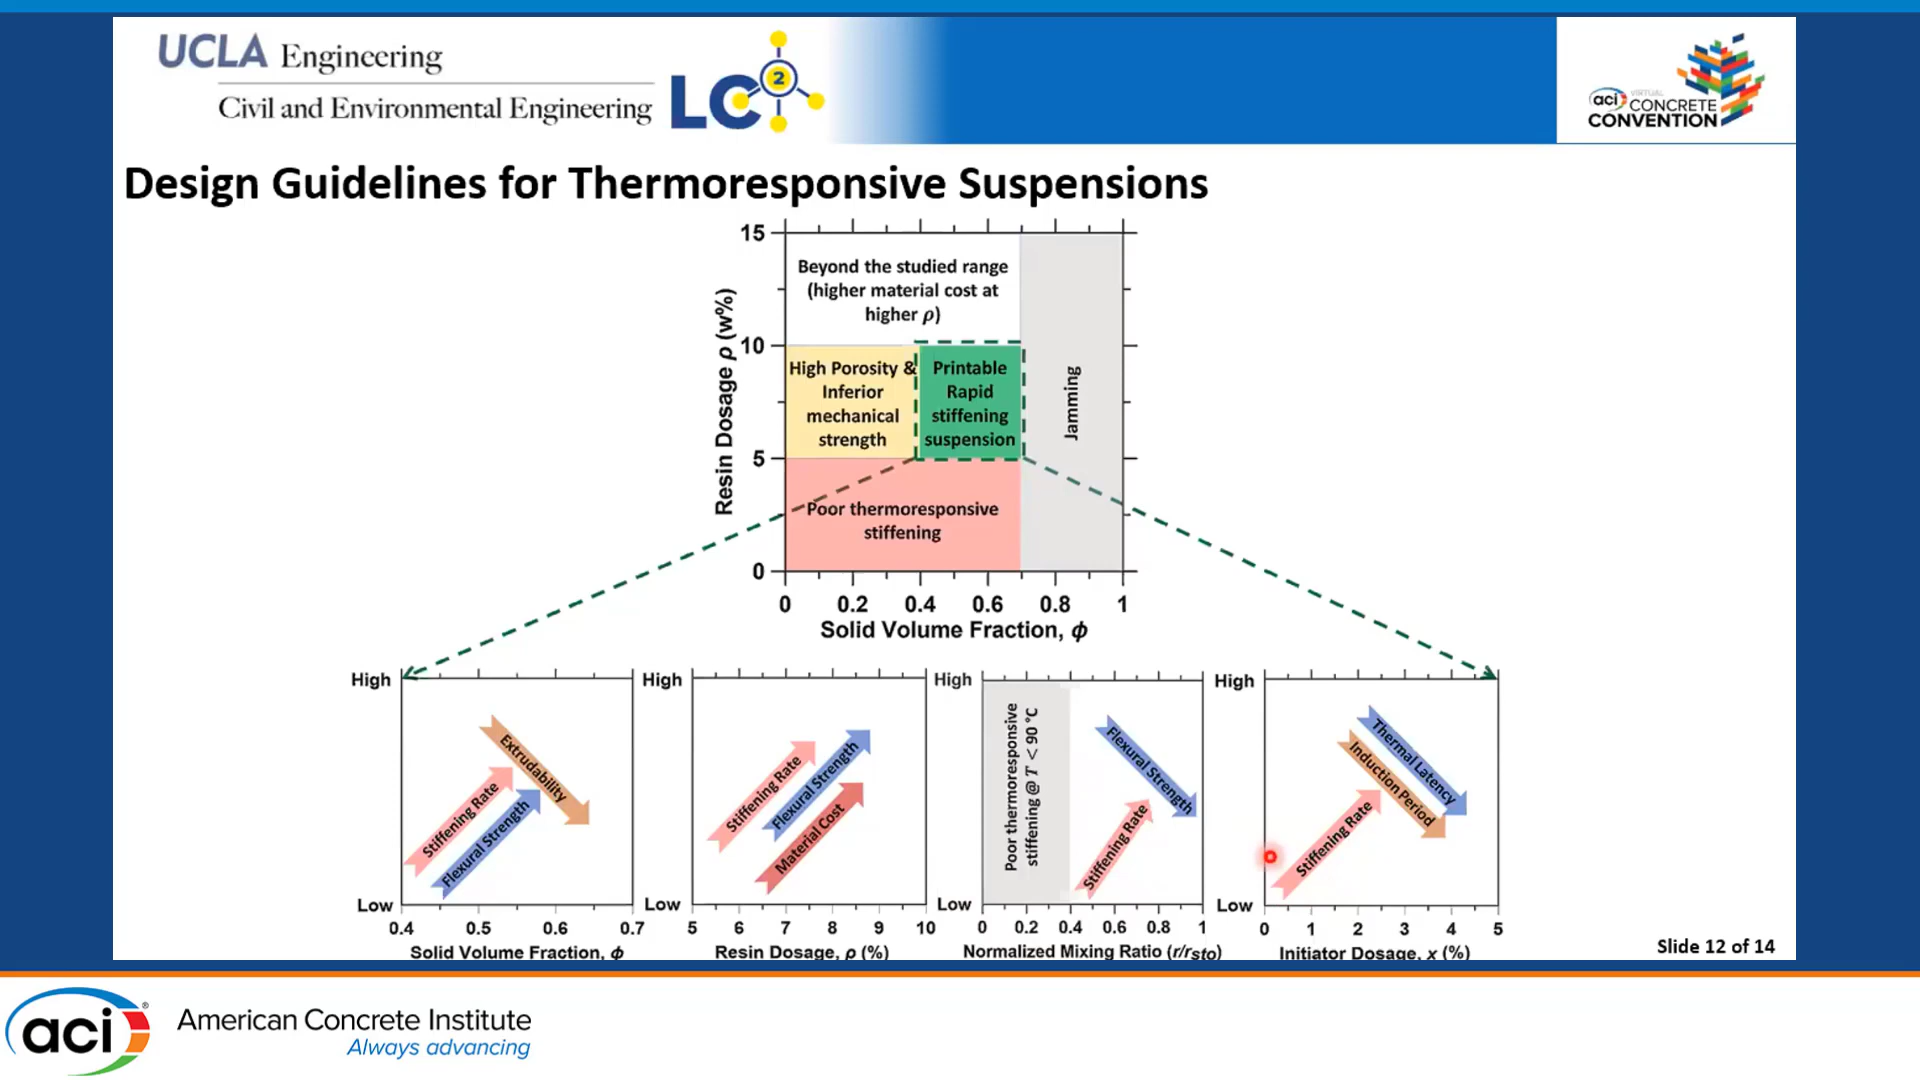 UCLA Engineering
Civil and Environmental Engineering
LC2
aci VIRTUAL
CONCRETE
CONVENTION
Design Guidelines for Thermoresponsive Suspensions
15
10
5
0
Resin Dosage ρ (w%)
Beyond the studied range
(higher material cost at
higher ρ)
High Porosity &
Inferior
mechanical
strength
Printable
Rapid
stiffening
suspension
Jamming
Poor thermoresponsive
stiffening
0 0.2 0.4 0.6 0.8 1
Solid Volume Fraction, ϕ
High
Low
Extrudability
Stiffening Rate
Flexural Strength
0.4 0.5 0.6 0.7
Solid Volume Fraction, ϕ
High
Low
Stiffening Rate
Flexural Strength
Material Cost
5 6 7 8 9 10
Resin Dosage, ρ (%)
High
Low
Poor thermoresponsive
stiffening @ T < 90 °C
Flexural Strength
Stiffening Rate
0 0.2 0.4 0.6 0.8 1
Normalized Mixing Ratio (r/rsto)
High
Low
Thermal Latency
Induction Period
Stiffening Rate
0 1 2 3 4 5
Initiator Dosage, x (%)
Slide 12 of 14
aci®
American Concrete Institute
Always advancing